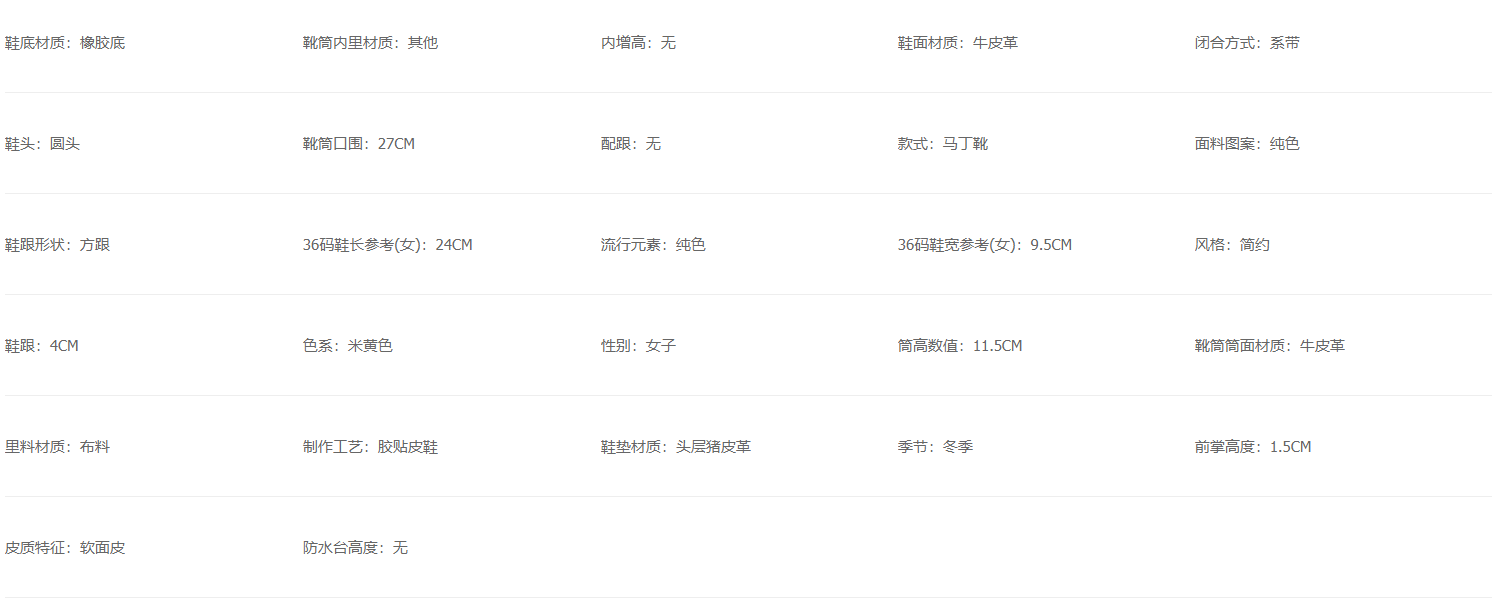 鞋底材质：橡胶底 靴筒内里材质：其他 内增高：无 鞋面材质：牛皮革 闭合方式：系带
鞋头：圆头 靴筒口围：27CM 配跟：无 款式：马丁靴 面料图案：纯色
鞋跟形状：方跟 36码鞋长参考(女)：24CM 流行元素：纯色 36码鞋宽参考(女)：9.5CM 风格：简约
鞋跟：4CM 色系：米黄色 性别：女子 筒高数值：11.5CM 靴筒筒面材质：牛皮革
里料材质：布料 制作工艺：胶贴皮鞋 鞋垫材质：头层猪皮革 季节：冬季 前掌高度：1.5CM
皮质特征：软面皮 防水台高度：无